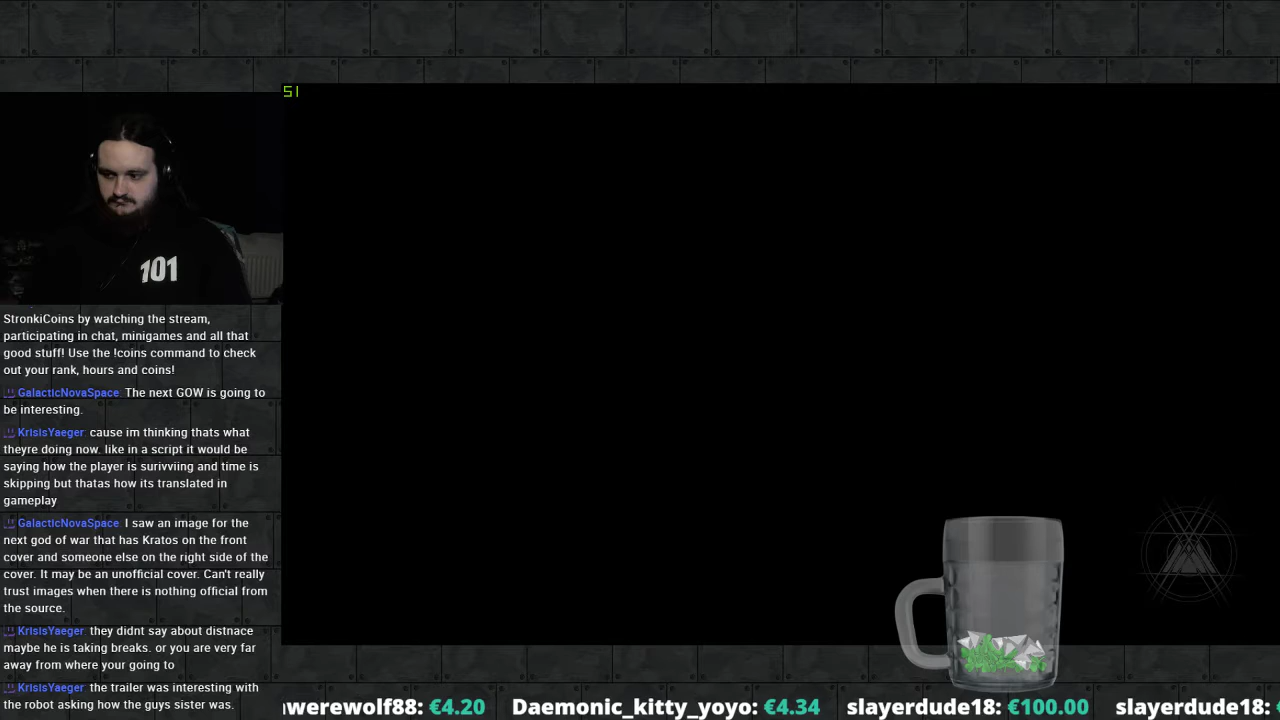 51
101
StronkiCoins by watching the stream,
participating in chat, minigames and all that
good stuff! Use the !coins command to check
out your rank, hours and coins!
GalacticNovaSpace: The next GOW is going to
be interesting.
KrisisYaeger: cause im thinking thats what
theyre doing now. like in a script it would be
saying how the player is surivviing and time is
skipping but thatas how its translated in
gameplay
GalacticNovaSpace: I saw an image for the
next god of war that has Kratos on the front
cover and someone else on the right side of the
cover. It may be an unofficial cover. Can't really
trust images when there is nothing official from
the source.
KrisisYaeger: they didnt say about distnace
maybe he is taking breaks. or you are very far
away from where your going to
KrisisYaeger: the trailer was interesting with
the robot asking how the guys sister was.
werewolf88: €4.20 Daemonic_kitty_yoyo: €4.34 slayerdude18: €100.00 slayerdude18: